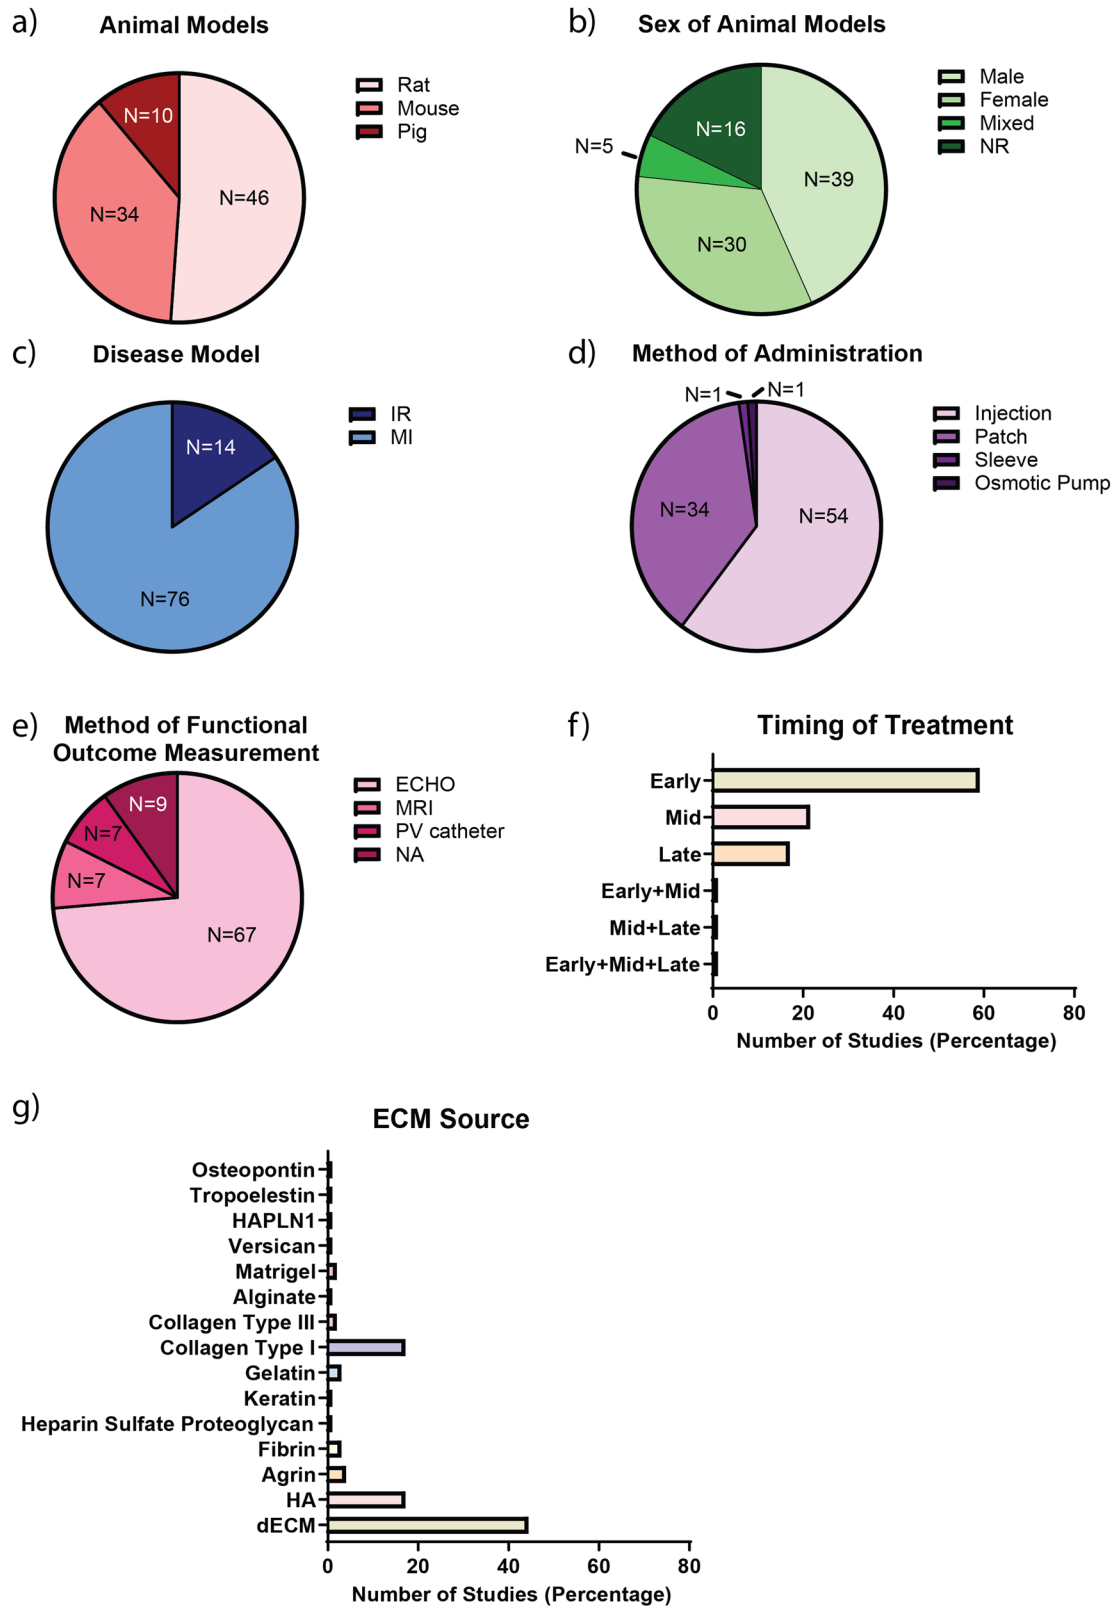 a)
Animal Models
N=10
N=46
N=34
Rat
Mouse
Pig
b)
Sex of Animal Models
N=16
N=5
N=39
N=30
Male
Female
Mixed
NR
c)
Disease Model
N=14
N=76
IR
MI
d)
Method of Administration
N=1
N=1
N=34
N=54
Injection
Patch
Sleeve
Osmotic Pump
e)
Method of Functional
Outcome Measurement
N=9
N=7
N=7
N=67
ECHO
MRI
PV catheter
NA
f)
Timing of Treatment
Early
Mid
Late
Early+Mid
Mid+Late
Early+Mid+Late
0 20 40 60 80
Number of Studies (Percentage)
g)
ECM Source
Osteopontin
Tropoelestin
HAPLN1
Versican
Matrigel
Alginate
Collagen Type III
Collagen Type I
Gelatin
Keratin
Heparin Sulfate Proteoglycan
Fibrin
Agrin
HA
dECM
0 20 40 60 80
Number of Studies (Percentage)